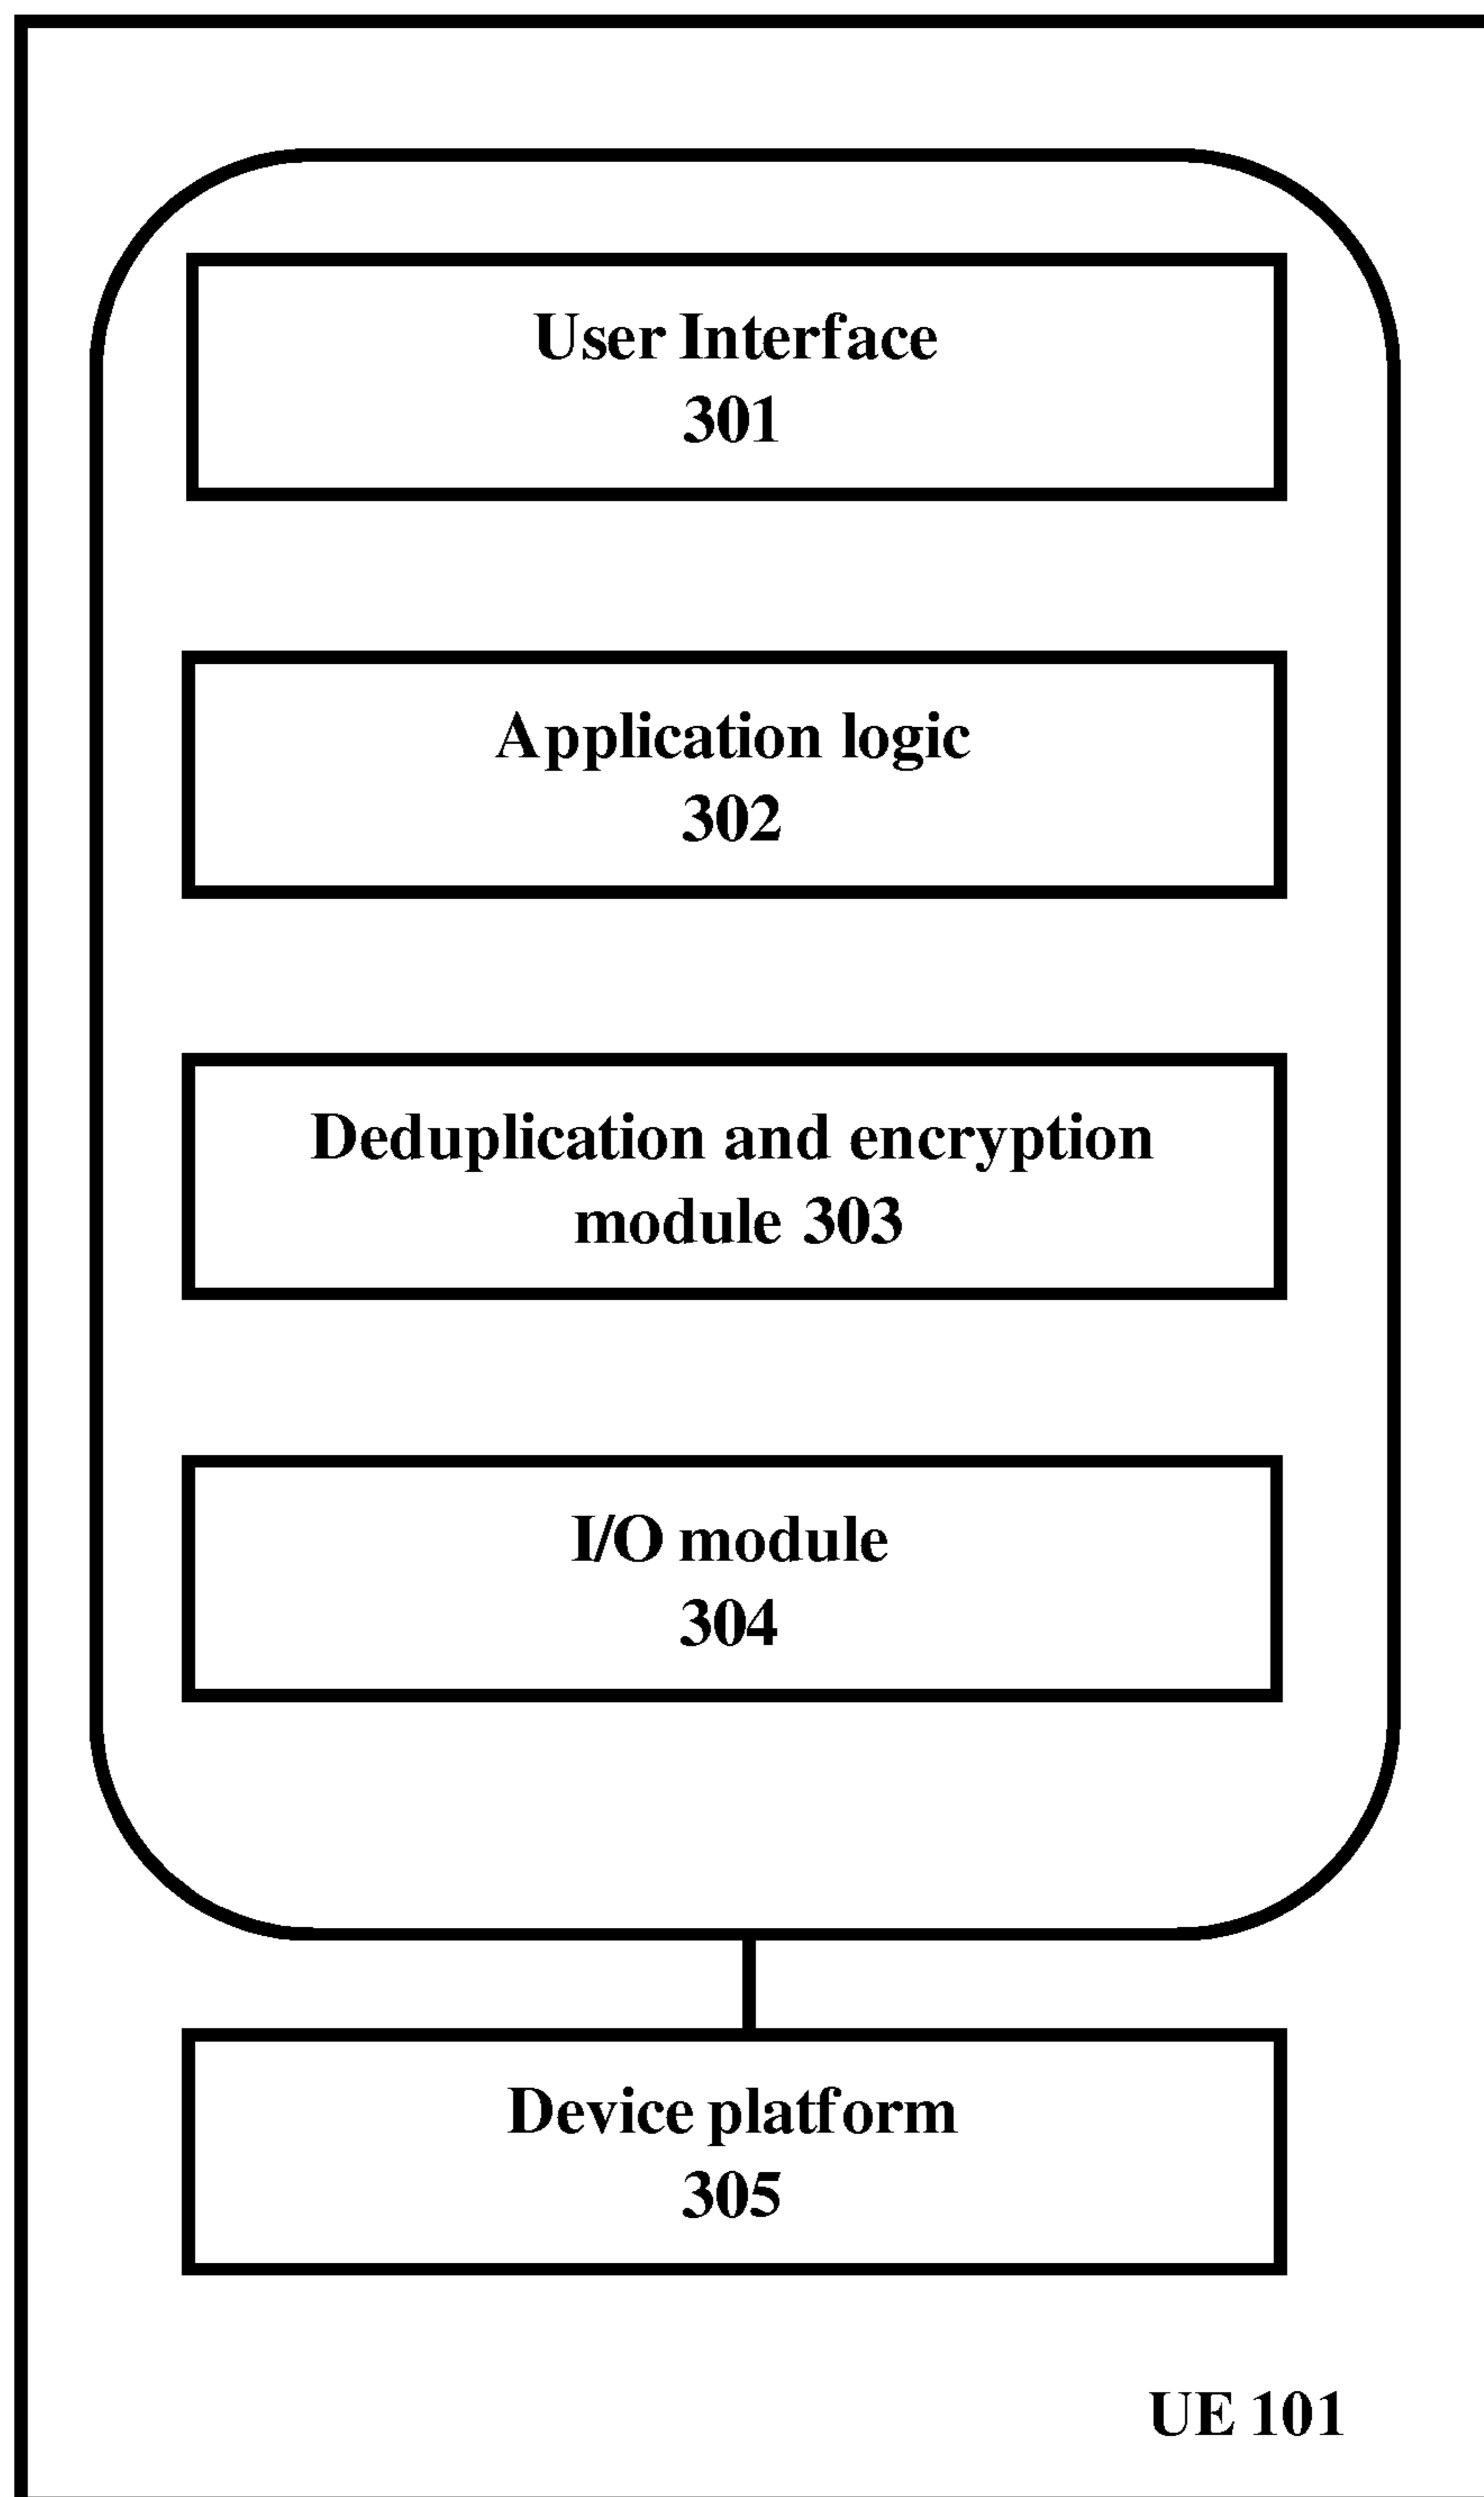 User Interface
301
Application logic
302
Deduplication and encryption
module 303
I/O module
304
Device platform
305
UE 101